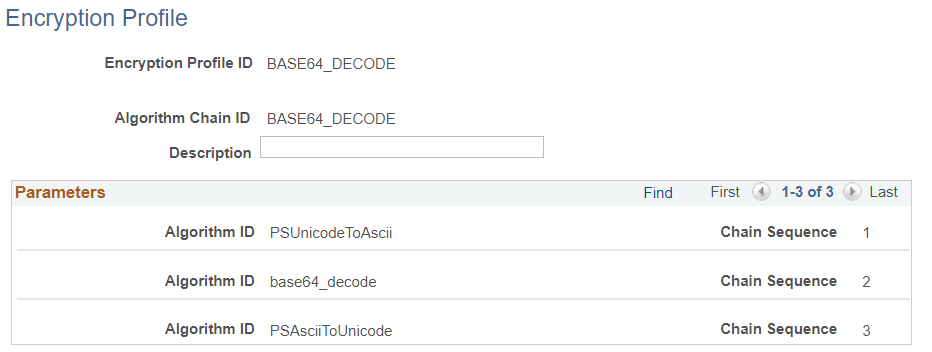 Encryption Profile
Encryption Profile ID BASE64_DECODE
Algorithm Chain ID BASE64_DECODE
Description
Parameters Find First 1-3 of 3 Last
Algorithm ID PSUnicodeToAscii Chain Sequence 1
Algorithm ID base64_decode Chain Sequence 2
Algorithm ID PSAsciiToUnicode Chain Sequence 3